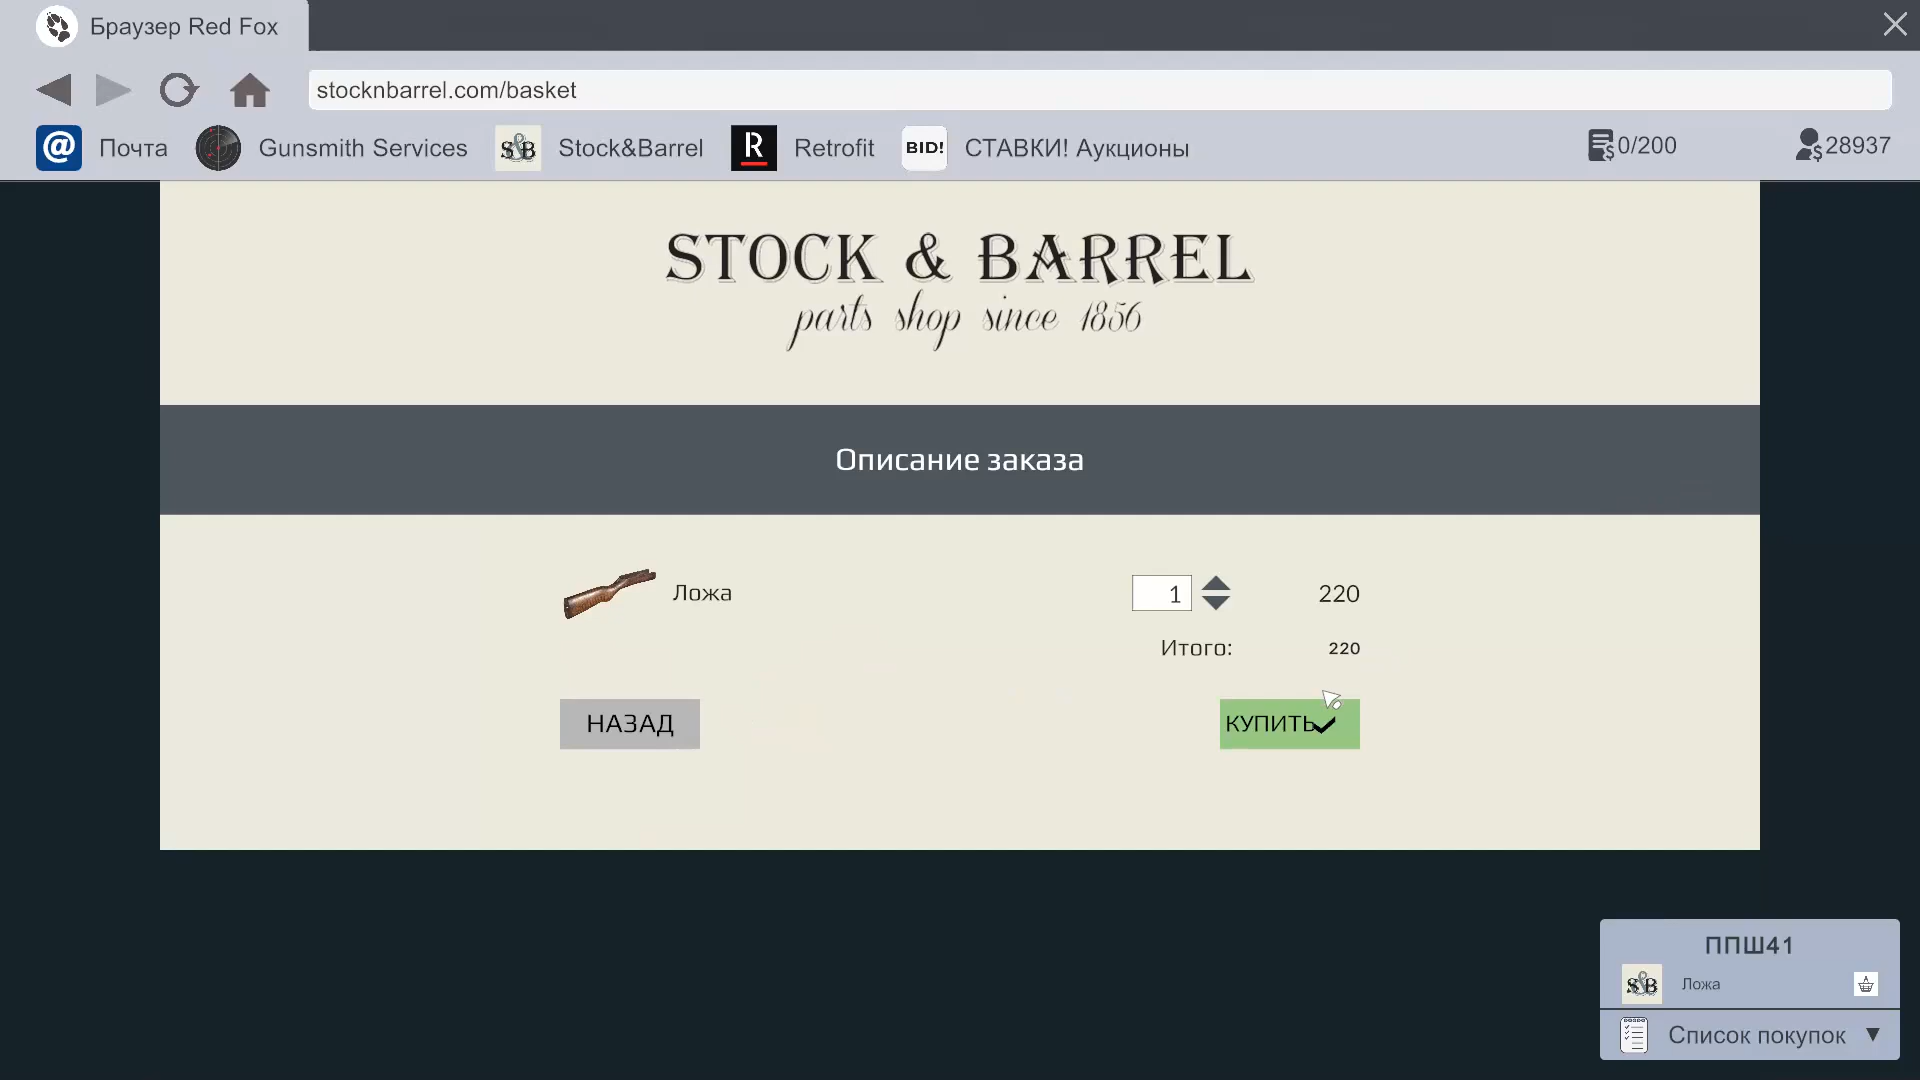 Браузер Red Fox
stocknbarrel.com/basket
@ Почта Gunsmith Services S&B Stock&Barrel R Retrofit BID! СТАВКИ! Аукционы 0/200 28937
STOCK & BARREL
parts shop since 1856
Описание заказа
Ложа 1 220
Итого: 220
НАЗАД КУПИТЬ
ППШ41
S&B Ложа
Список покупок